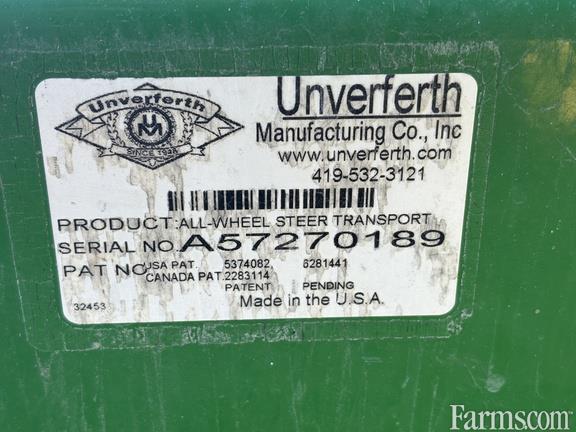 Unverferth
UM
SINCE 1948
Unverferth
Manufacturing Co., Inc
www.unverferth.com
419-532-3121
PRODUCT: ALL-WHEEL STEER TRANSPORT
SERIAL NO. A57270189
PAT NO. USA PAT. 5374082 6281441
CANADA PAT. 2283114
PATENT PENDING
32453 Made in the U.S.A.
Farms.com